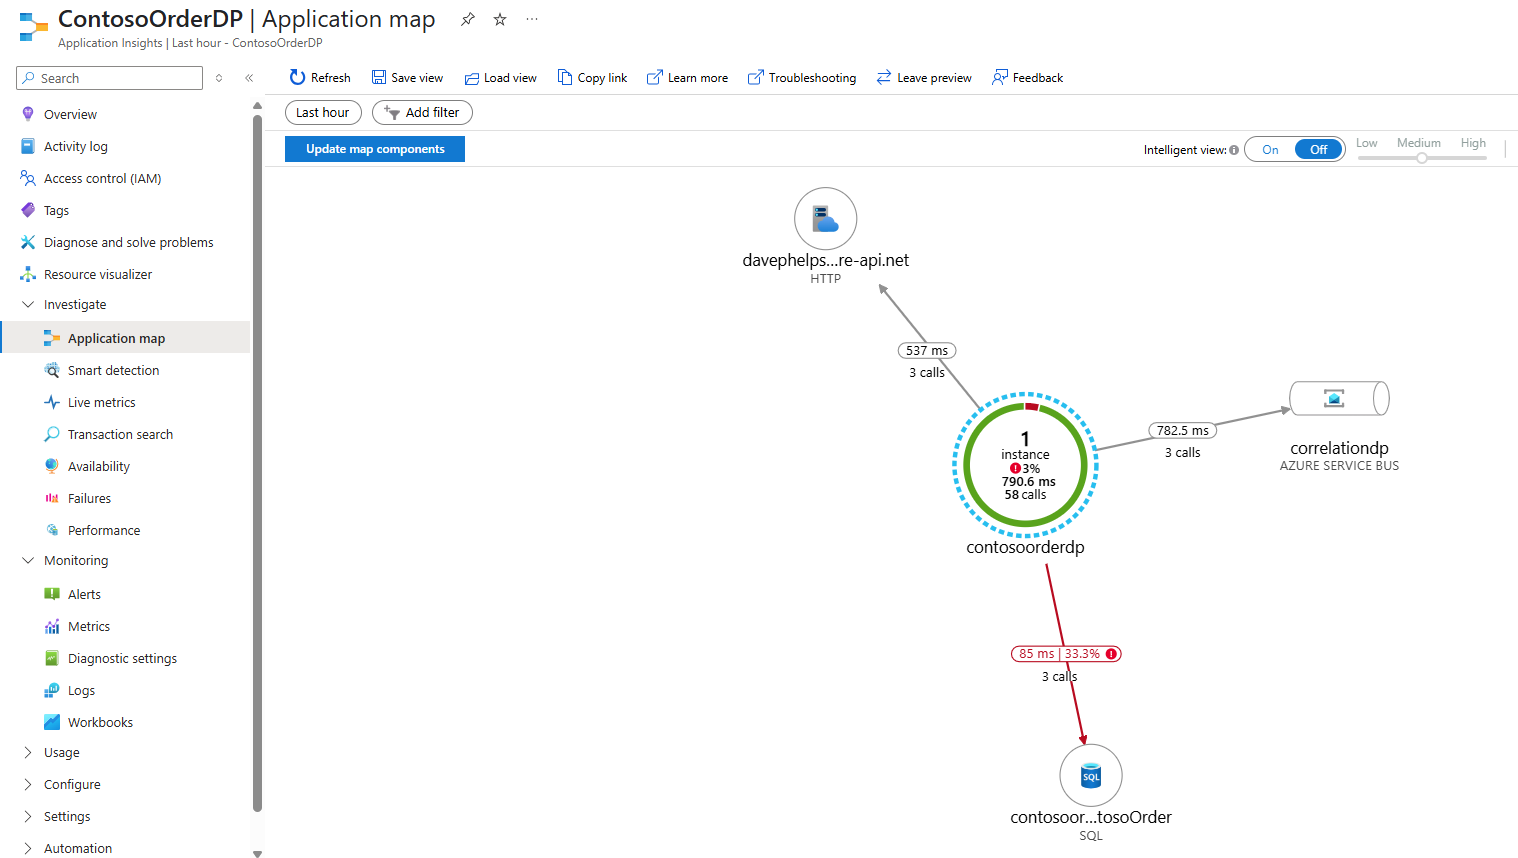 ContosoOrderDP | Application map
Application Insights | Last hour - ContosoOrderDP
Search
Refresh
Save view
Load view
Copy link
Learn more
Troubleshooting
Leave preview
Feedback
Last hour
Add filter
Update map components
Intelligent view:
On
Off
Low
Medium
High
Overview
Activity log
Access control (IAM)
Tags
Diagnose and solve problems
Resource visualizer
Investigate
Application map
Smart detection
Live metrics
Transaction search
Availability
Failures
Performance
Monitoring
Alerts
Metrics
Diagnostic settings
Logs
Workbooks
Usage
Configure
Settings
Automation
davephelps...re-api.net
HTTP
537 ms
3 calls
1
instance
3%
790.6 ms
58 calls
contosoorderdp
782.5 ms
3 calls
correlationdp
AZURE SERVICE BUS
85 ms | 33.3%
3 calls
SQL
contosoor...tosoOrder
SQL